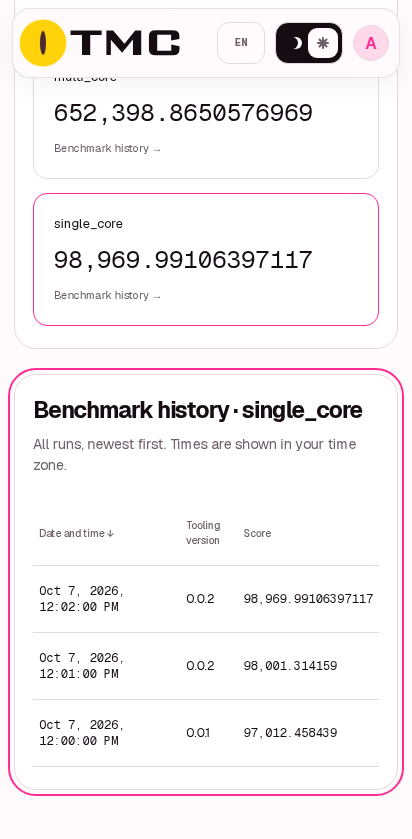 TMC
EN
A
multi_core
652,398.8650576969
Benchmark history →
single_core
98,969.99106397117
Benchmark history →
Benchmark history · single_core
All runs, newest first. Times are shown in your time
zone.
Date and time ↓ Tooling version Score
Oct 7, 2026, 12:02:00 PM 0.0.2 98,969.99106397117
Oct 7, 2026, 12:01:00 PM 0.0.2 98,001.314159
Oct 7, 2026, 12:00:00 PM 0.0.1 97,012.458439